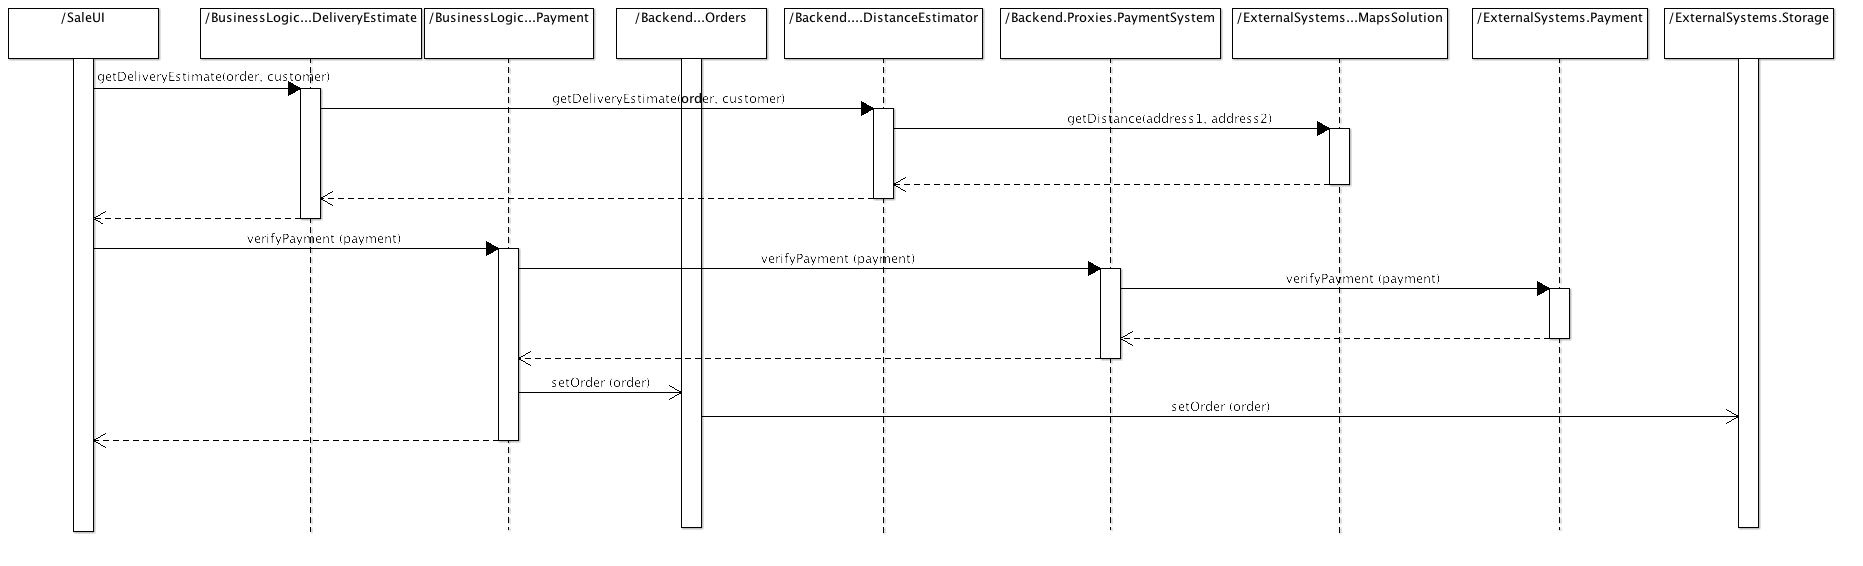 /SaleUI
/BusinessLogic...DeliveryEstimate
/BusinessLogic...Payment
/Backend...Orders
/Backend....DistanceEstimator
/Backend.Proxies.PaymentSystem
/ExternalSystems...MapsSolution
/ExternalSystems.Payment
/ExternalSystems.Storage
getDeliveryEstimate(order, customer)
getDeliveryEstimate(order, customer)
getDistance(address1, address2)
verifyPayment (payment)
verifyPayment (payment)
verifyPayment (payment)
setOrder (order)
setOrder (order)